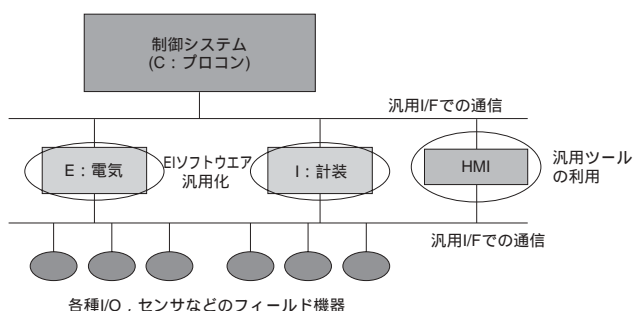 制御システム
(C：プロコン)
汎用I/Fでの通信
E：電気
EIソフトウエア
汎用化
I：計装
HMI
汎用ツール
の利用
汎用I/Fでの通信
各種I/O，センサなどのフィールド機器